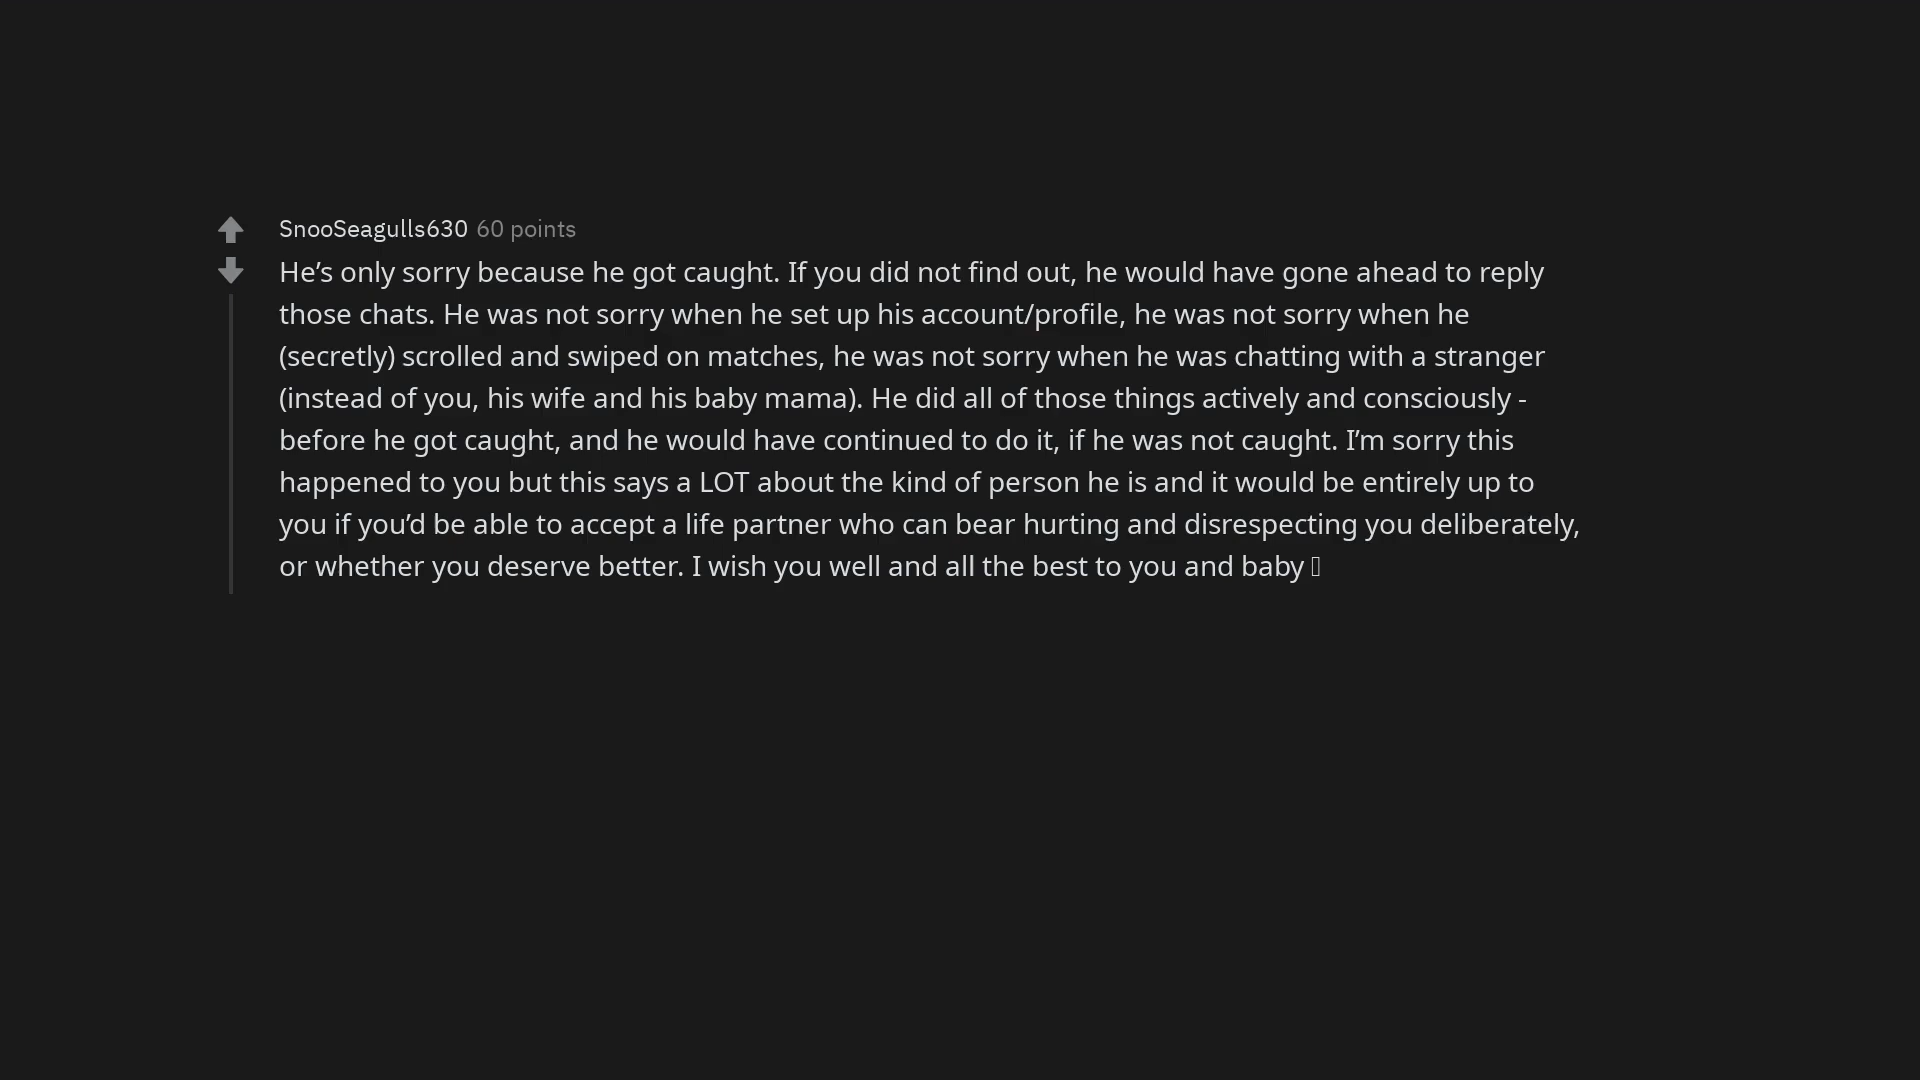 SnooSeagulls630 60 points
He’s only sorry because he got caught. If you did not find out, he would have gone ahead to reply
those chats. He was not sorry when he set up his account/profile, he was not sorry when he
(secretly) scrolled and swiped on matches, he was not sorry when he was chatting with a stranger
(instead of you, his wife and his baby mama). He did all of those things actively and consciously -
before he got caught, and he would have continued to do it, if he was not caught. I’m sorry this
happened to you but this says a LOT about the kind of person he is and it would be entirely up to
you if you’d be able to accept a life partner who can bear hurting and disrespecting you deliberately,
or whether you deserve better. I wish you well and all the best to you and baby